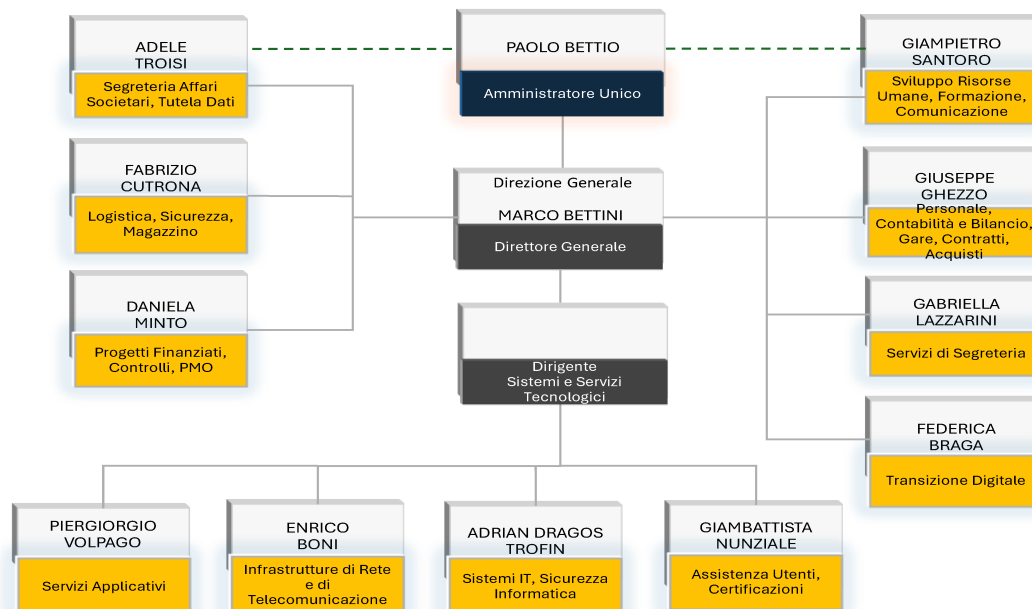 ADELE
TROISI
Segreteria Affari
Societari, Tutela Dati
PAOLO BETTIO
Amministratore Unico
GIAMPIETRO
SANTORO
Sviluppo Risorse
Umane, Formazione,
Comunicazione
FABRIZIO
CUTRONA
Logistica, Sicurezza,
Magazzino
Direzione Generale
MARCO BETTINI
Direttore Generale
GIUSEPPE
GHEZZO
Personale,
Contabilità e Bilancio,
Gare, Contratti,
Acquisti
DANIELA
MINTO
Progetti Finanziati,
Controlli, PMO
Dirigente
Sistemi e Servizi
Tecnologici
GABRIELLA
LAZZARINI
Servizi di Segreteria
FEDERICA
BRAGA
Transizione Digitale
PIERGIORGIO
VOLPAGO
Servizi Applicativi
ENRICO
BONI
Infrastrutture di Rete
e di
Telecomunicazione
ADRIAN DRAGOS
TROFIN
Sistemi IT, Sicurezza
Informatica
GIAMBATTISTA
NUNZIALE
Assistenza Utenti,
Certificazioni